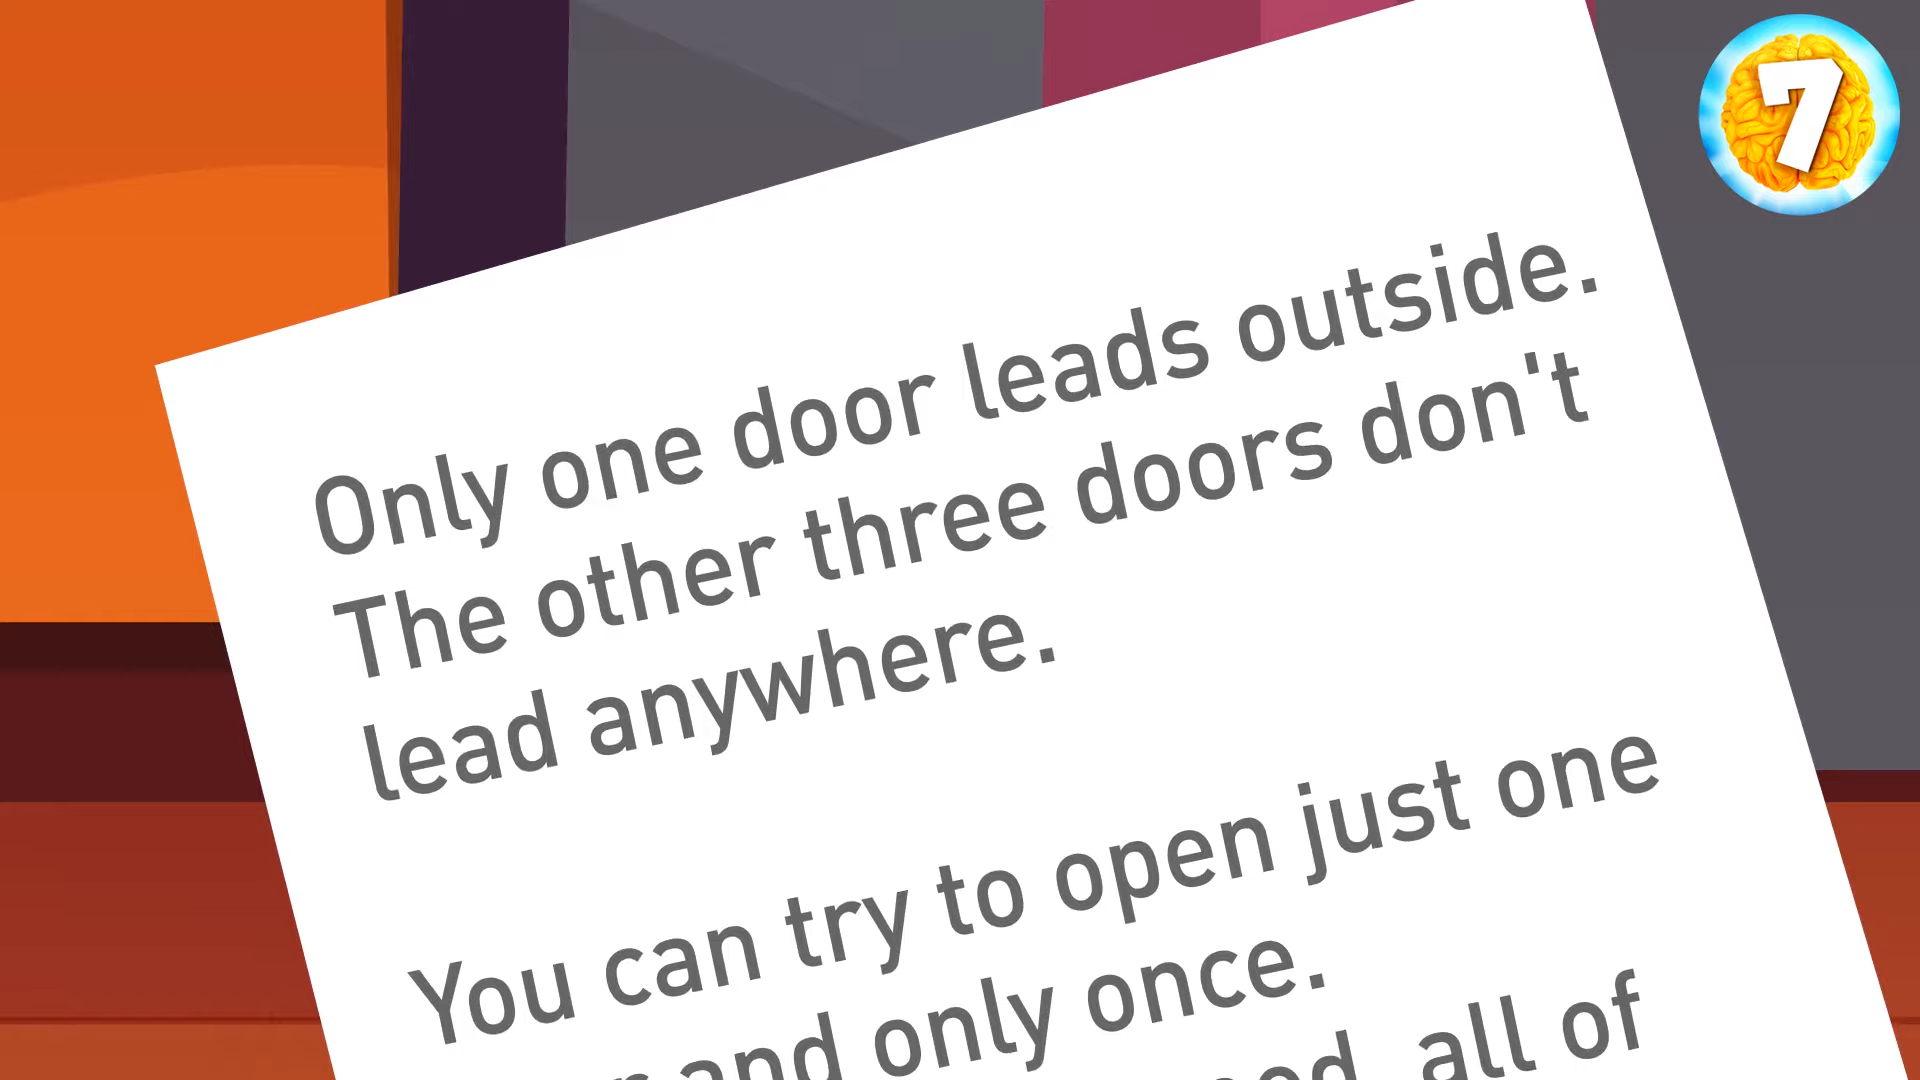 7
Only one door leads outside.
The other three doors don't
lead anywhere.
You can try to open just one
and only once.
all of